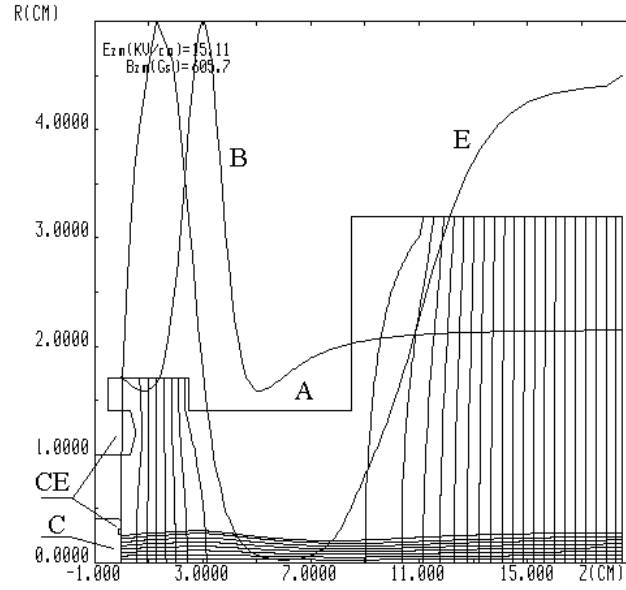 R(CM)
Ezm(KV/cm)=15.11
Bzm(Gs)=605.7
4.0000
B
E
3.0000
2.0000
A
1.0000
CE
C
0.0000
-1.000 3.0000 7.0000 11.000 15.000 Z(CM)